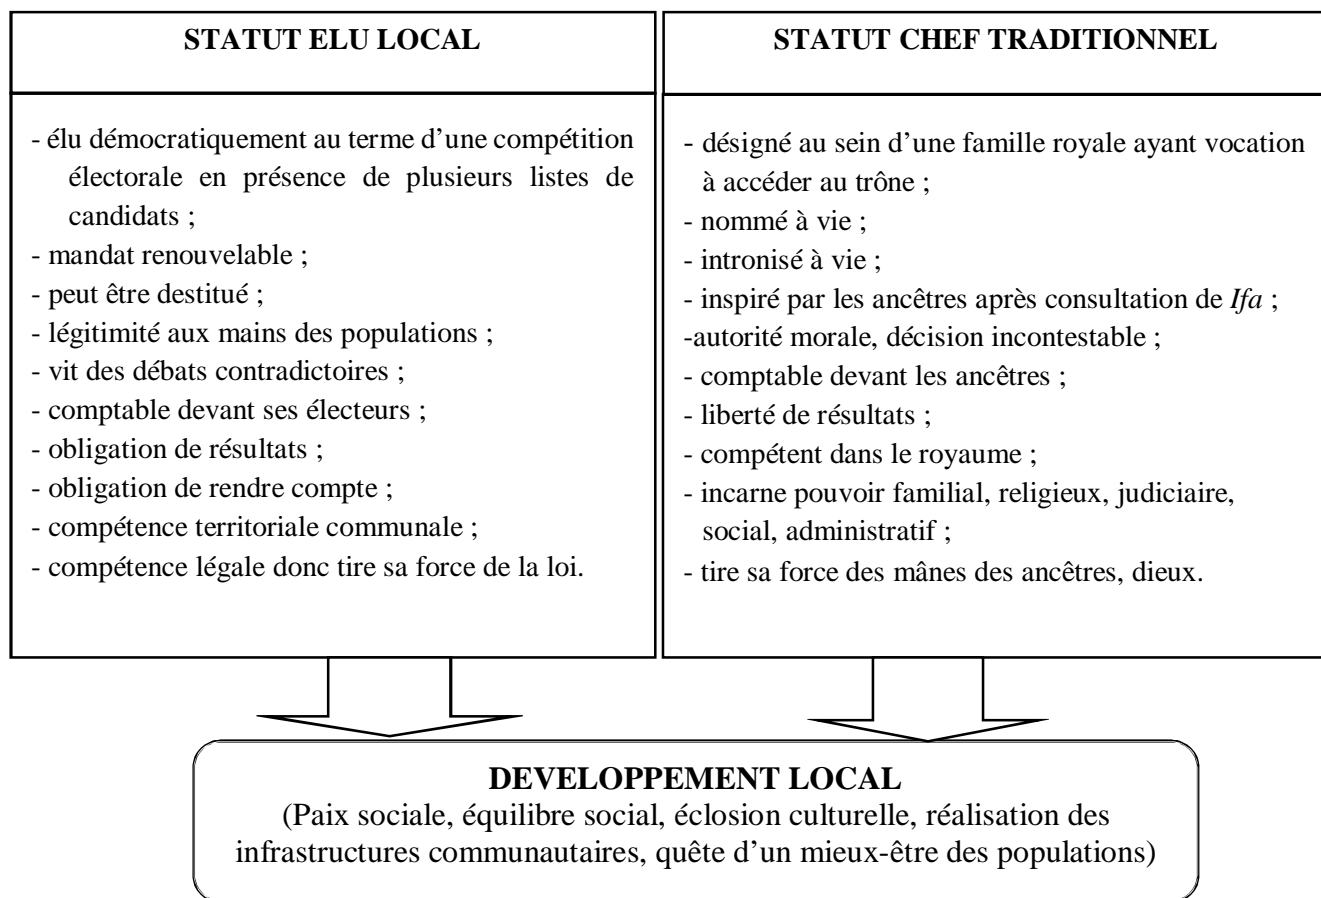 STATUT ELU LOCAL
- élu démocratiquement au terme d’une compétition
électorale en présence de plusieurs listes de
candidats ;
- mandat renouvelable ;
- peut être destitué ;
- légitimité aux mains des populations ;
- vit des débats contradictoires ;
- comptable devant ses électeurs ;
- obligation de résultats ;
- obligation de rendre compte ;
- compétence territoriale communale ;
- compétence légale donc tire sa force de la loi.
STATUT CHEF TRADITIONNEL
- désigné au sein d’une famille royale ayant vocation
à accéder au trône ;
- nommé à vie ;
- intronisé à vie ;
- inspiré par les ancêtres après consultation de Ifa ;
-autorité morale, décision incontestable ;
- comptable devant les ancêtres ;
- liberté de résultats ;
- compétent dans le royaume ;
- incarne pouvoir familial, religieux, judiciaire,
social, administratif ;
- tire sa force des mânes des ancêtres, dieux.
DEVELOPPEMENT LOCAL
(Paix sociale, équilibre social, éclosion culturelle, réalisation des
infrastructures communautaires, quête d’un mieux-être des populations)